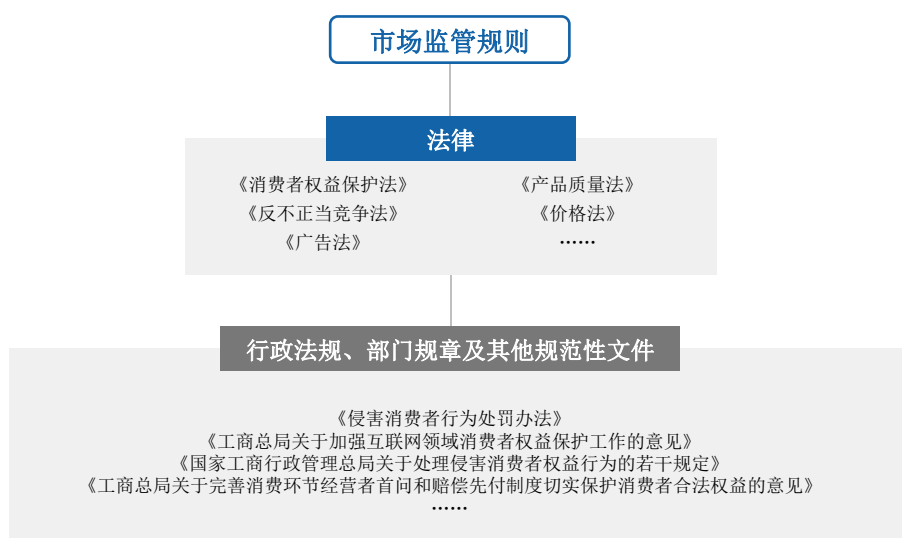 市场监管规则
法律
《消费者权益保护法》 《产品质量法》
《反不正当竞争法》 《价格法》
《广告法》 ……
行政法规、部门规章及其他规范性文件
《侵害消费者行为处罚办法》
《工商总局关于加强互联网领域消费者权益保护工作的意见》
《国家工商行政管理总局关于处理侵害消费者权益行为的若干规定》
《工商总局关于完善消费环节经营者首问和赔偿先付制度切实保护消费者合法权益的意见》
……